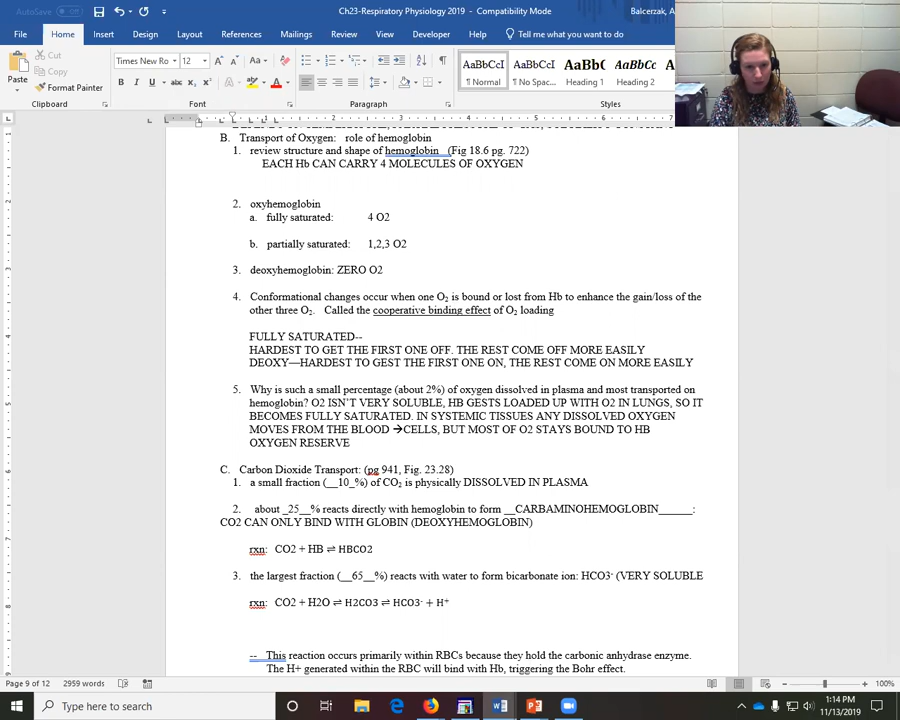 AutoSave Off
Ch23-Respiratory Physiology 2019 - Compatibility Mode
Balcerzak, A
File Home Insert Design Layout References Mailings Review View Developer Help Tell me what you want to do
Cut
Copy
Format Painter
Paste
Times New Ro 12
AaBbCcI AaBbCcI AaBb( AaBbCc
¶ Normal ¶ No Spac... Heading 1 Heading 2
Clipboard Font Paragraph Styles
B. Transport of Oxygen: role of hemoglobin
1. review structure and shape of hemoglobin _(Fig 18.6 pg. 722)
EACH Hb CAN CARRY 4 MOLECULES OF OXYGEN
2. oxyhemoglobin
a. fully saturated: 4 O2
b. partially saturated: 1,2,3 O2
3. deoxyhemoglobin: ZERO O2
4. Conformational changes occur when one O₂ is bound or lost from Hb to enhance the gain/loss of the
other three O₂. Called the cooperative binding effect of O₂ loading
FULLY SATURATED--
HARDEST TO GET THE FIRST ONE OFF. THE REST COME OFF MORE EASILY
DEOXY—HARDEST TO GEST THE FIRST ONE ON, THE REST COME ON MORE EASILY
5. Why is such a small percentage (about 2%) of oxygen dissolved in plasma and most transported on
hemoglobin? O2 ISN'T VERY SOLUBLE, HB GESTS LOADED UP WITH O2 IN LUNGS, SO IT
BECOMES FULLY SATURATED. IN SYSTEMIC TISSUES ANY DISSOLVED OXYGEN
MOVES FROM THE BLOOD →CELLS, BUT MOST OF O2 STAYS BOUND TO HB
OXYGEN RESERVE
C. Carbon Dioxide Transport: (pg 941, Fig. 23.28)
1. a small fraction (__10_%) of CO₂ is physically DISSOLVED IN PLASMA
2. about _25__% reacts directly with hemoglobin to form __CARBAMINOHEMOGLOBIN______:
CO2 CAN ONLY BIND WITH GLOBIN (DEOXYHEMOGLOBIN)
rxn: CO2 + HB ⇌ HBCO2
3. the largest fraction (__65__%) reacts with water to form bicarbonate ion: HCO3⁻ (VERY SOLUBLE
rxn: CO2 + H2O ⇌ H2CO3 ⇌ HCO3⁻ + H⁺
-- This reaction occurs primarily within RBCs because they hold the carbonic anhydrase enzyme.
The H+ generated within the RBC will bind with Hb, triggering the Bohr effect.
Page 9 of 12 2959 words
100%
Type here to search
1:14 PM
11/13/2019